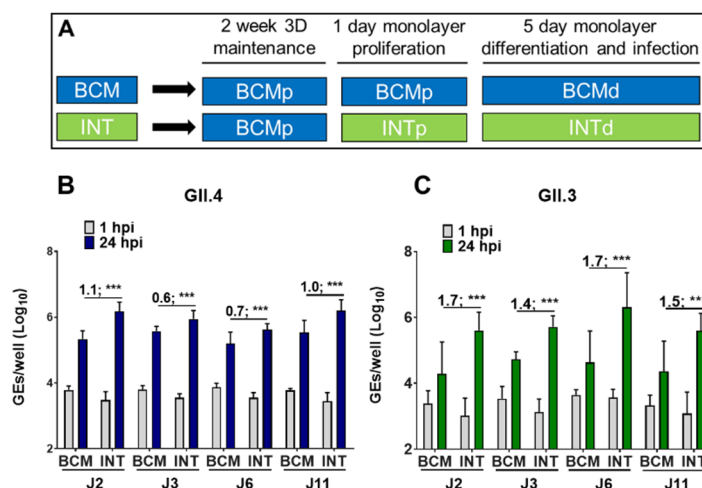 A
2 week 3D
maintenance
1 day monolayer
proliferation
5 day monolayer
differentiation and infection
BCM
BCMp
BCMp
BCMd
INT
BCMp
INTp
INTd
B
GII.4
1 hpi
24 hpi
GEs/well (Log10)
8
6
4
2
1.1; ***
0.6; ***
0.7; ***
1.0; ***
BCM INT BCM INT BCM INT BCM INT
J2 J3 J6 J11
C
GII.3
1 hpi
24 hpi
GEs/well (Log10)
8
6
4
2
1.7; ***
1.4; ***
1.7; ***
1.5; ***
BCM INT BCM INT BCM INT BCM INT
J2 J3 J6 J11